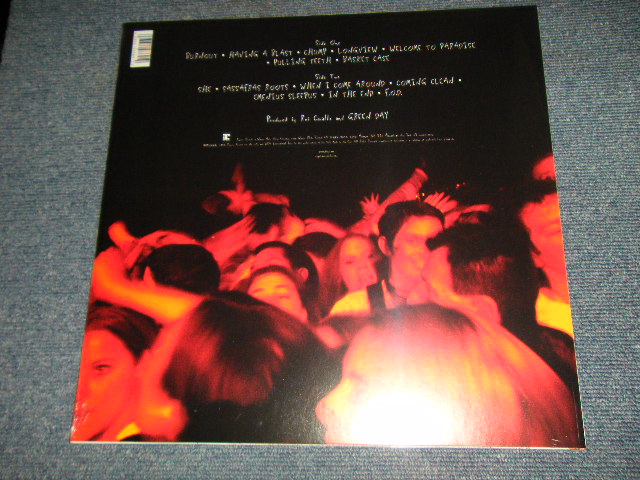 Side One
BURNOUT • HAVING A BLAST • CHUMP • LONGVIEW • WELCOME TO PARADISE
• PULLING TEETH • BASKET CASE
Side Two
SHE • SASSAFRAS ROOTS • WHEN I COME AROUND • COMING CLEAN •
EMENIUS SLEEPUS • IN THE END • F.O.D.
Produced by Rob Cavallo and GREEN DAY